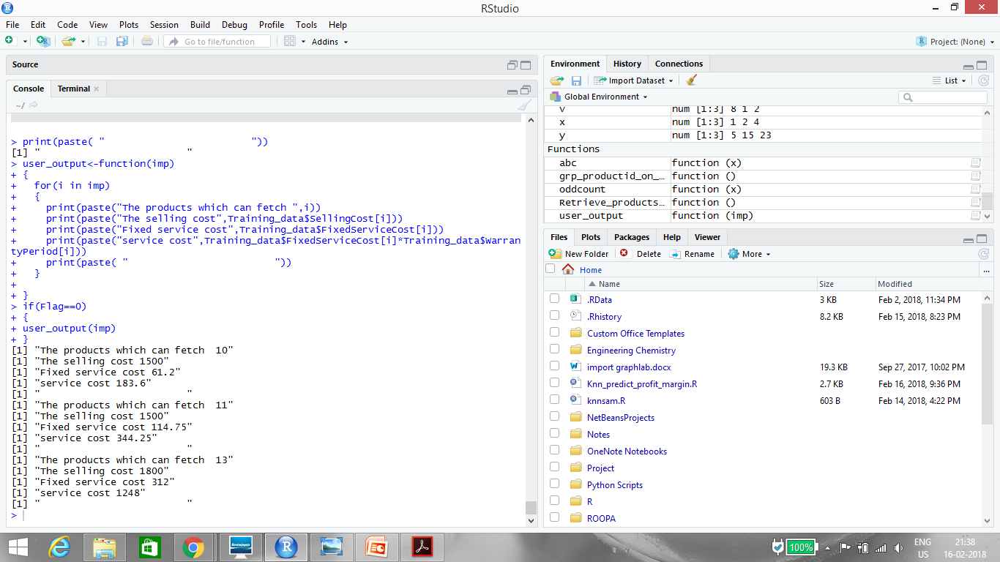 RStudio
File Edit Code View Plots Session Build Debug Profile Tools Help
Go to file/function Addins Project: (None)
Source
Console Terminal
~/
> print(paste( "                         "))
[1] "                         "
> user_output<-function(imp)
+ {
+   for(i in imp)
+   {
+     print(paste("The products which can fetch ",i))
+     print(paste("The selling cost",Training_data$SellingCost[i]))
+     print(paste("Fixed service cost",Training_data$FixedServiceCost[i]))
+     print(paste("service cost",Training_data$FixedServiceCost[i]*Training_data$Warran
tyPeriod[i]))
+     print(paste( "                         "))
+   }
+
+ }
> if(Flag==0)
+ {
+ user_output(imp)
+ }
[1] "The products which can fetch  10"
[1] "The selling cost 1500"
[1] "Fixed service cost 61.2"
[1] "service cost 183.6"
[1] "                         "
[1] "The products which can fetch  11"
[1] "The selling cost 1500"
[1] "Fixed service cost 114.75"
[1] "service cost 344.25"
[1] "                         "
[1] "The products which can fetch  13"
[1] "The selling cost 1800"
[1] "Fixed service cost 312"
[1] "service cost 1248"
[1] "                         "
>
Environment History Connections
Import Dataset List
Global Environment
v num [1:3] 8 1 2
x num [1:3] 1 2 4
y num [1:3] 5 15 23
Functions
abc function (x)
grp_productid_on_... function ()
oddcount function (x)
Retrieve_products... function ()
user_output function (imp)
Files Plots Packages Help Viewer
New Folder Delete Rename More
Home ...
Name Size Modified
.RData 3 KB Feb 2, 2018, 11:34 PM
.Rhistory 8.2 KB Feb 15, 2018, 8:23 PM
Custom Office Templates
Engineering Chemistry
import graphlab.docx 19.3 KB Sep 27, 2017, 10:02 PM
Knn_predict_profit_margin.R 2.7 KB Feb 16, 2018, 9:36 PM
knnsam.R 603 B Feb 14, 2018, 4:22 PM
NetBeansProjects
Notes
OneNote Notebooks
Project
Python Scripts
R
ROOPA
lenovo
100% ENG 21:38
US 16-02-2018